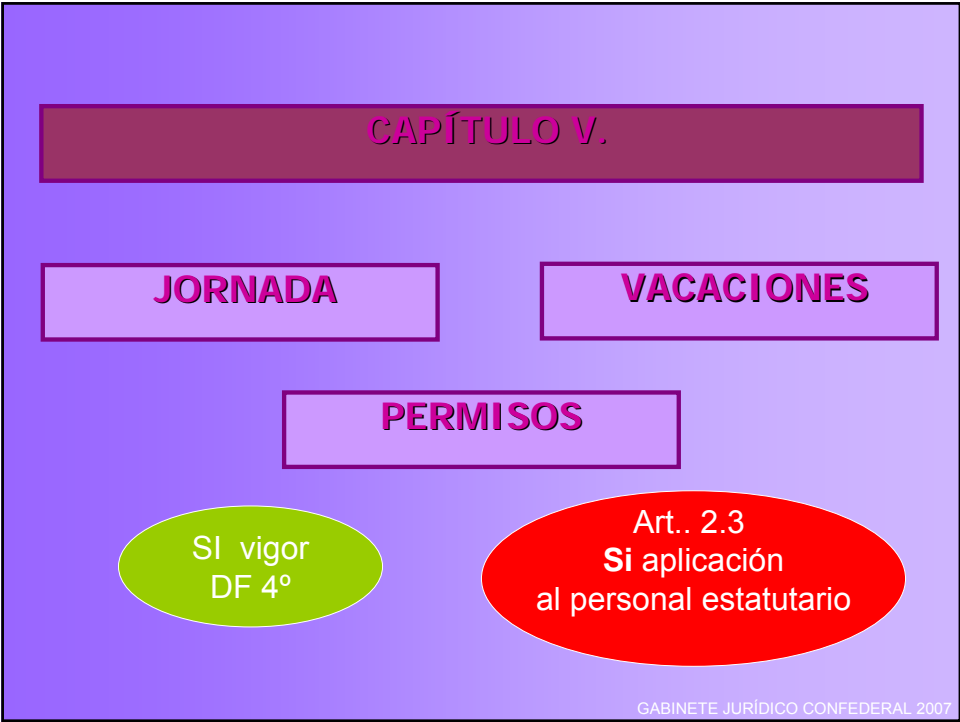 CAPÍTULO V.
JORNADA
VACACIONES
PERMISOS
SI vigor
DF 4º
Art.. 2.3
Si aplicación
al personal estatutario
GABINETE JURÍDICO CONFEDERAL 2007